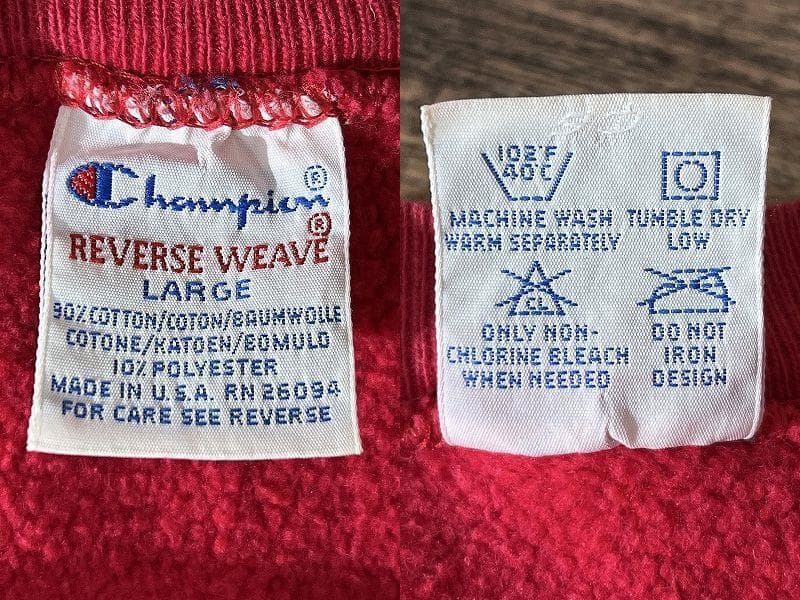 Champion®
REVERSE WEAVE®
LARGE
90% COTTON/COTON/BAUMWOLLE
COTONE/KATOEN/BOMULD
10% POLYESTER
MADE IN U.S.A. RN 26094
FOR CARE SEE REVERSE
102°F
40°C
MACHINE WASH
WARM SEPARATELY
TUMBLE DRY
LOW
CL
ONLY NON-
CHLORINE BLEACH
WHEN NEEDED
DO NOT
IRON
DESIGN